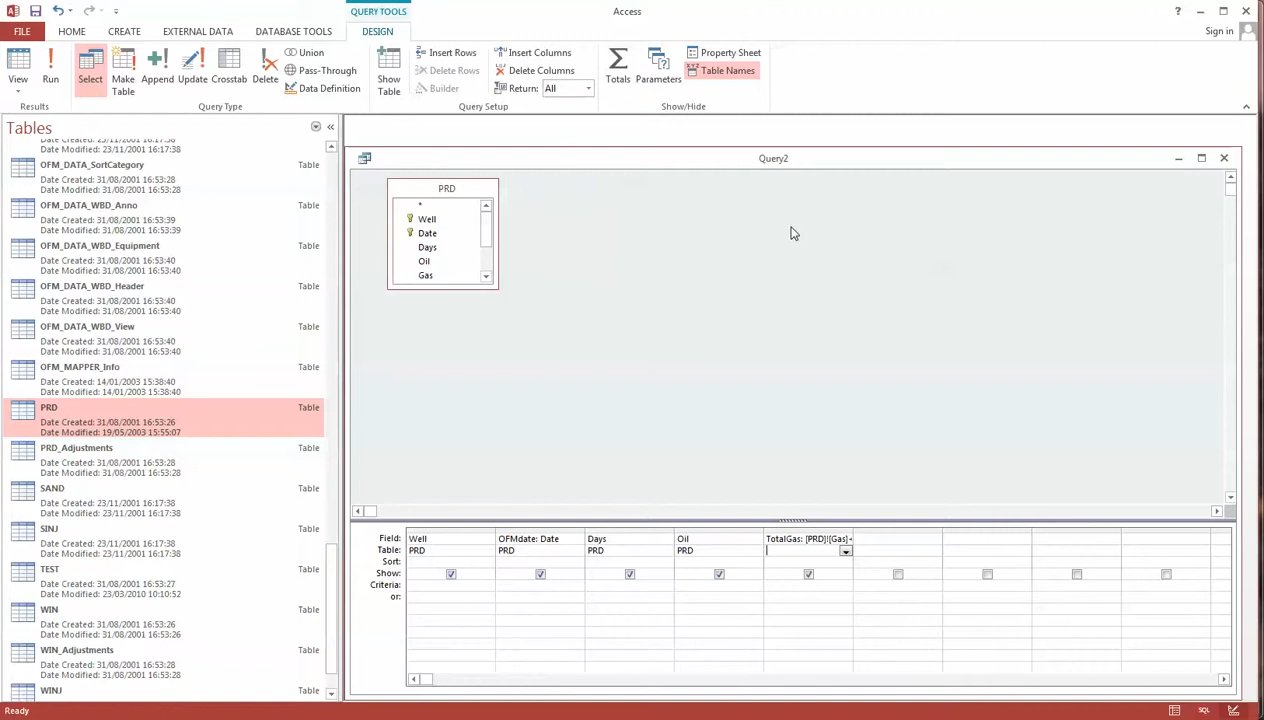 QUERY TOOLS
Access
?
FILE
HOME
CREATE
EXTERNAL DATA
DATABASE TOOLS
DESIGN
Sign in
View
Run
Select
Make Table
Append
Update
Crosstab
Delete
Union
Pass-Through
Data Definition
Show Table
Insert Rows
Delete Rows
Builder
Insert Columns
Delete Columns
Return: All
Totals
Parameters
Property Sheet
Table Names
Results
Query Type
Query Setup
Show/Hide
Tables
Date Created: 23/11/2001 16:17:38
Date Modified: 23/11/2001 16:17:38
OFM_DATA_SortCategory Table
Date Created: 31/08/2001 16:53:28
Date Modified: 31/08/2001 16:53:28
OFM_DATA_WBD_Anno Table
Date Created: 31/08/2001 16:53:39
Date Modified: 31/08/2001 16:53:39
OFM_DATA_WBD_Equipment Table
Date Created: 31/08/2001 16:53:40
Date Modified: 31/08/2001 16:53:40
OFM_DATA_WBD_Header Table
Date Created: 31/08/2001 16:53:40
Date Modified: 31/08/2001 16:53:40
OFM_DATA_WBD_View Table
Date Created: 31/08/2001 16:53:40
Date Modified: 31/08/2001 16:53:40
OFM_MAPPER_Info Table
Date Created: 14/01/2003 15:38:40
Date Modified: 14/01/2003 15:38:40
PRD Table
Date Created: 31/08/2001 16:53:26
Date Modified: 19/05/2003 15:55:07
PRD_Adjustments Table
Date Created: 31/08/2001 16:53:28
Date Modified: 31/08/2001 16:53:28
SAND Table
Date Created: 23/11/2001 16:17:38
Date Modified: 23/11/2001 16:17:38
SINJ Table
Date Created: 23/11/2001 16:17:38
Date Modified: 23/11/2001 16:17:38
TEST Table
Date Created: 31/08/2001 16:53:27
Date Modified: 23/03/2010 10:10:52
WIN Table
Date Created: 31/08/2001 16:53:26
Date Modified: 31/08/2001 16:53:26
WIN_Adjustments Table
Date Created: 31/08/2001 16:53:28
Date Modified: 31/08/2001 16:53:28
WINJ Table
Query2
PRD
*
Well
Date
Days
Oil
Gas
Field: Well OFMdate: Date Days Oil TotalGas: [PRD]![Gas]+
Table: PRD PRD PRD PRD
Sort:
Show:
Criteria:
or:
Ready
SQL